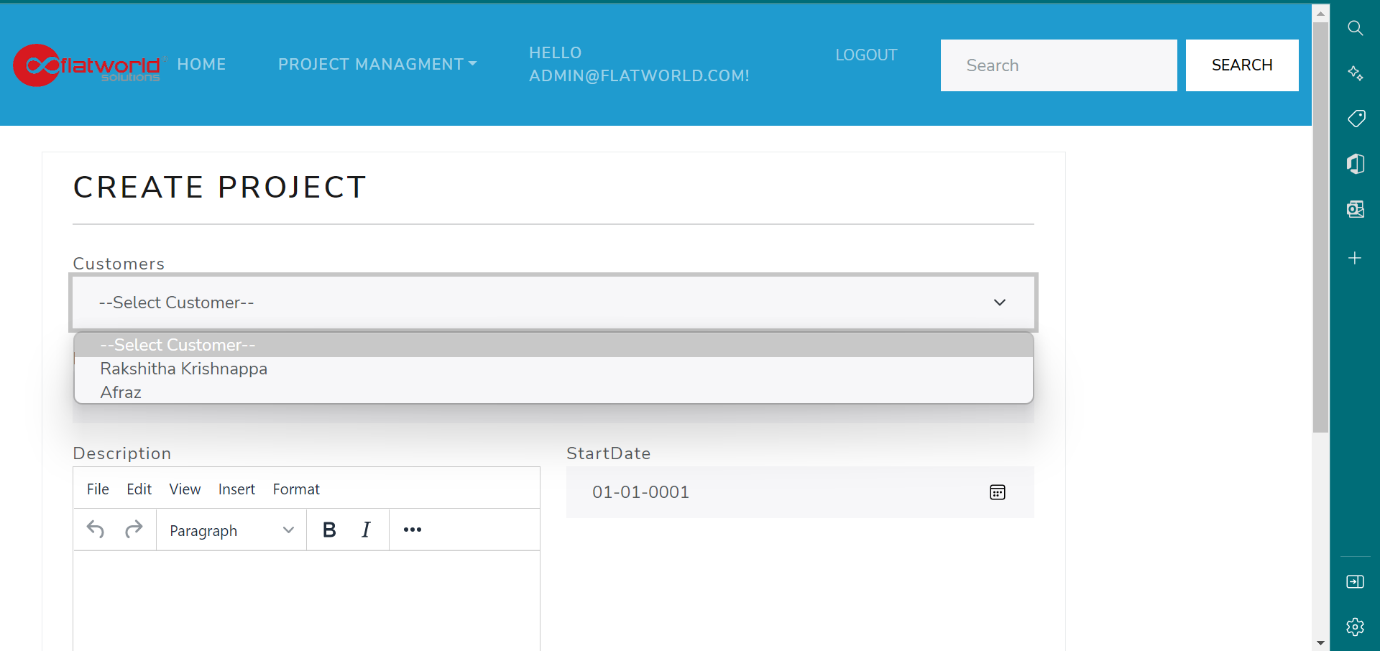 flatworld
solutions
HOME
PROJECT MANAGMENT
HELLO
ADMIN@FLATWORLD.COM!
LOGOUT
Search
SEARCH
CREATE PROJECT
Customers
--Select Customer--
--Select Customer--
Rakshitha Krishnappa
Afraz
Description
StartDate
File Edit View Insert Format
01-01-0001
Paragraph
B I